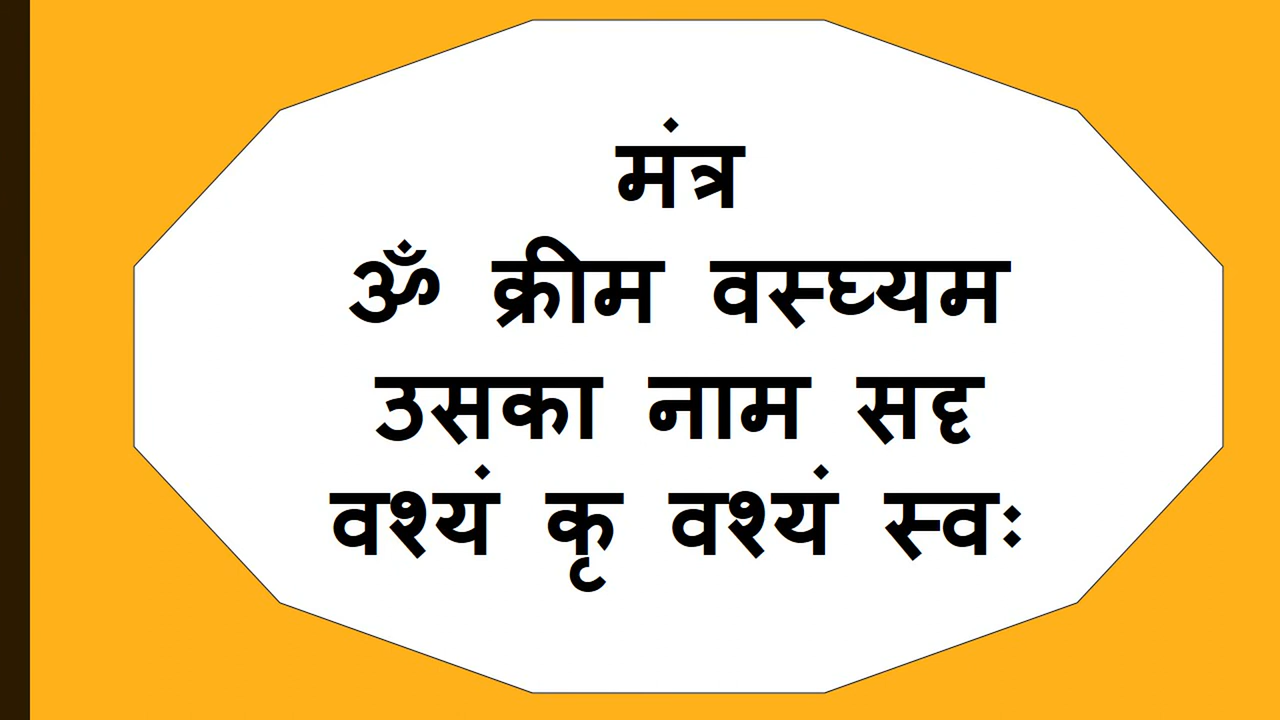 मंत्र
ॐ क्रीम वस्घ्यम
उसका नाम सदृ
वश्यं कृ वश्यं स्वः